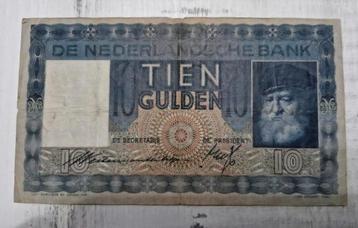 DE NEDERLANDSCHE BANK
TIEN
GULDEN
DE SECRETARIS DE PRESIDENT
10 10